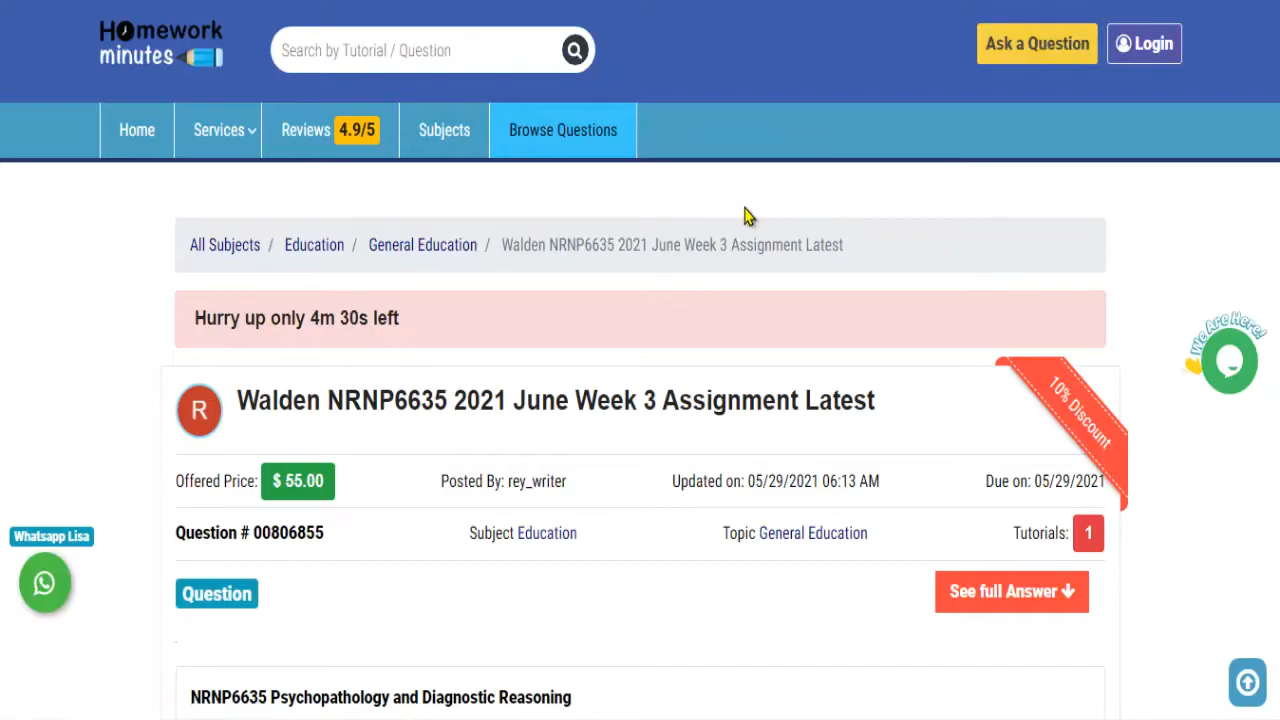 Homework
minutes
Search by Tutorial / Question
Ask a Question
Login
Home
Services
Reviews 4.9/5
Subjects
Browse Questions
All Subjects / Education / General Education / Walden NRNP6635 2021 June Week 3 Assignment Latest
Hurry up only 4m 30s left
We Are Here!
R
Walden NRNP6635 2021 June Week 3 Assignment Latest
10% Discount
Offered Price: $ 55.00
Posted By: rey_writer
Updated on: 05/29/2021 06:13 AM
Due on: 05/29/2021
Question # 00806855
Subject Education
Topic General Education
Tutorials: 1
Whatsapp Lisa
Question
See full Answer
NRNP6635 Psychopathology and Diagnostic Reasoning